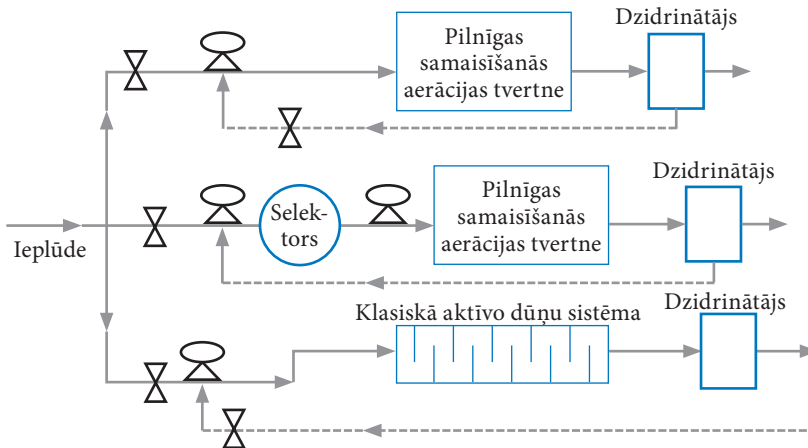 Dzidrinātājs
Pilnīgas
samaisīšanās
aerācijas tvertne
Dzidrinātājs
Pilnīgas
samaisīšanās
aerācijas tvertne
Selek-
tors
Ieplūde
Klasiskā aktīvo dūņu sistēma
Dzidrinātājs